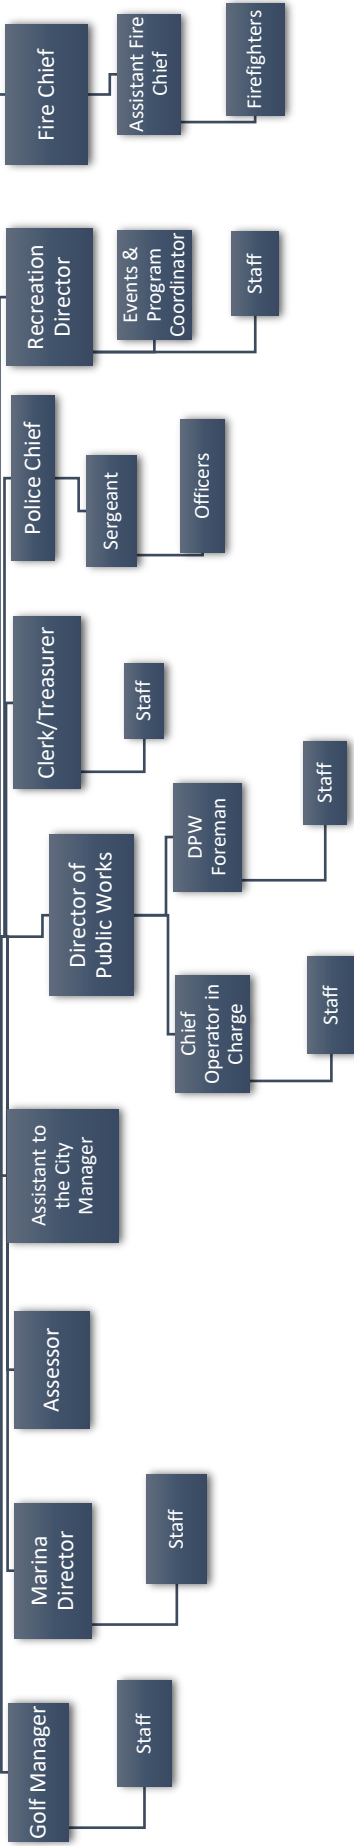 Golf Manager
Staff
Marina
Director
Staff
Assessor
Assistant to
the City
Manager
Director of
Public Works
Chief
Operator in
Charge
Staff
DPW
Foreman
Staff
Clerk/Treasurer
Staff
Police Chief
Sergeant
Officers
Recreation
Director
Events &
Program
Coordinator
Staff
Fire Chief
Assistant Fire
Chief
Firefighters